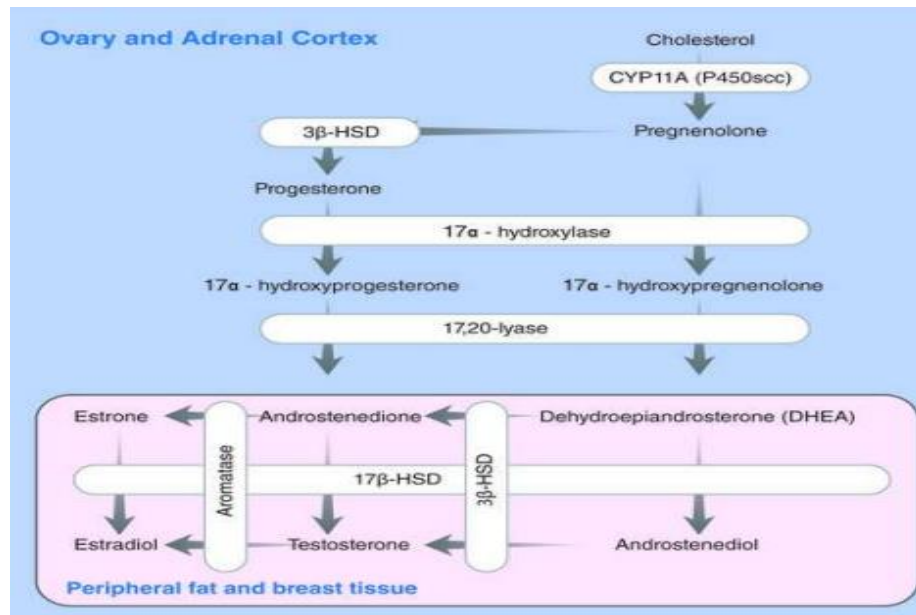 Ovary and Adrenal Cortex
Cholesterol
CYP11A (P450scc)
3β-HSD
Pregnenolone
Progesterone
17α - hydroxylase
17α - hydroxyprogesterone
17α - hydroxypregnenolone
17,20-lyase
Estrone
Androstenedione
Dehydroepiandrosterone (DHEA)
Aromatase
17β-HSD
3β-HSD
Estradiol
Testosterone
Androstenediol
Peripheral fat and breast tissue